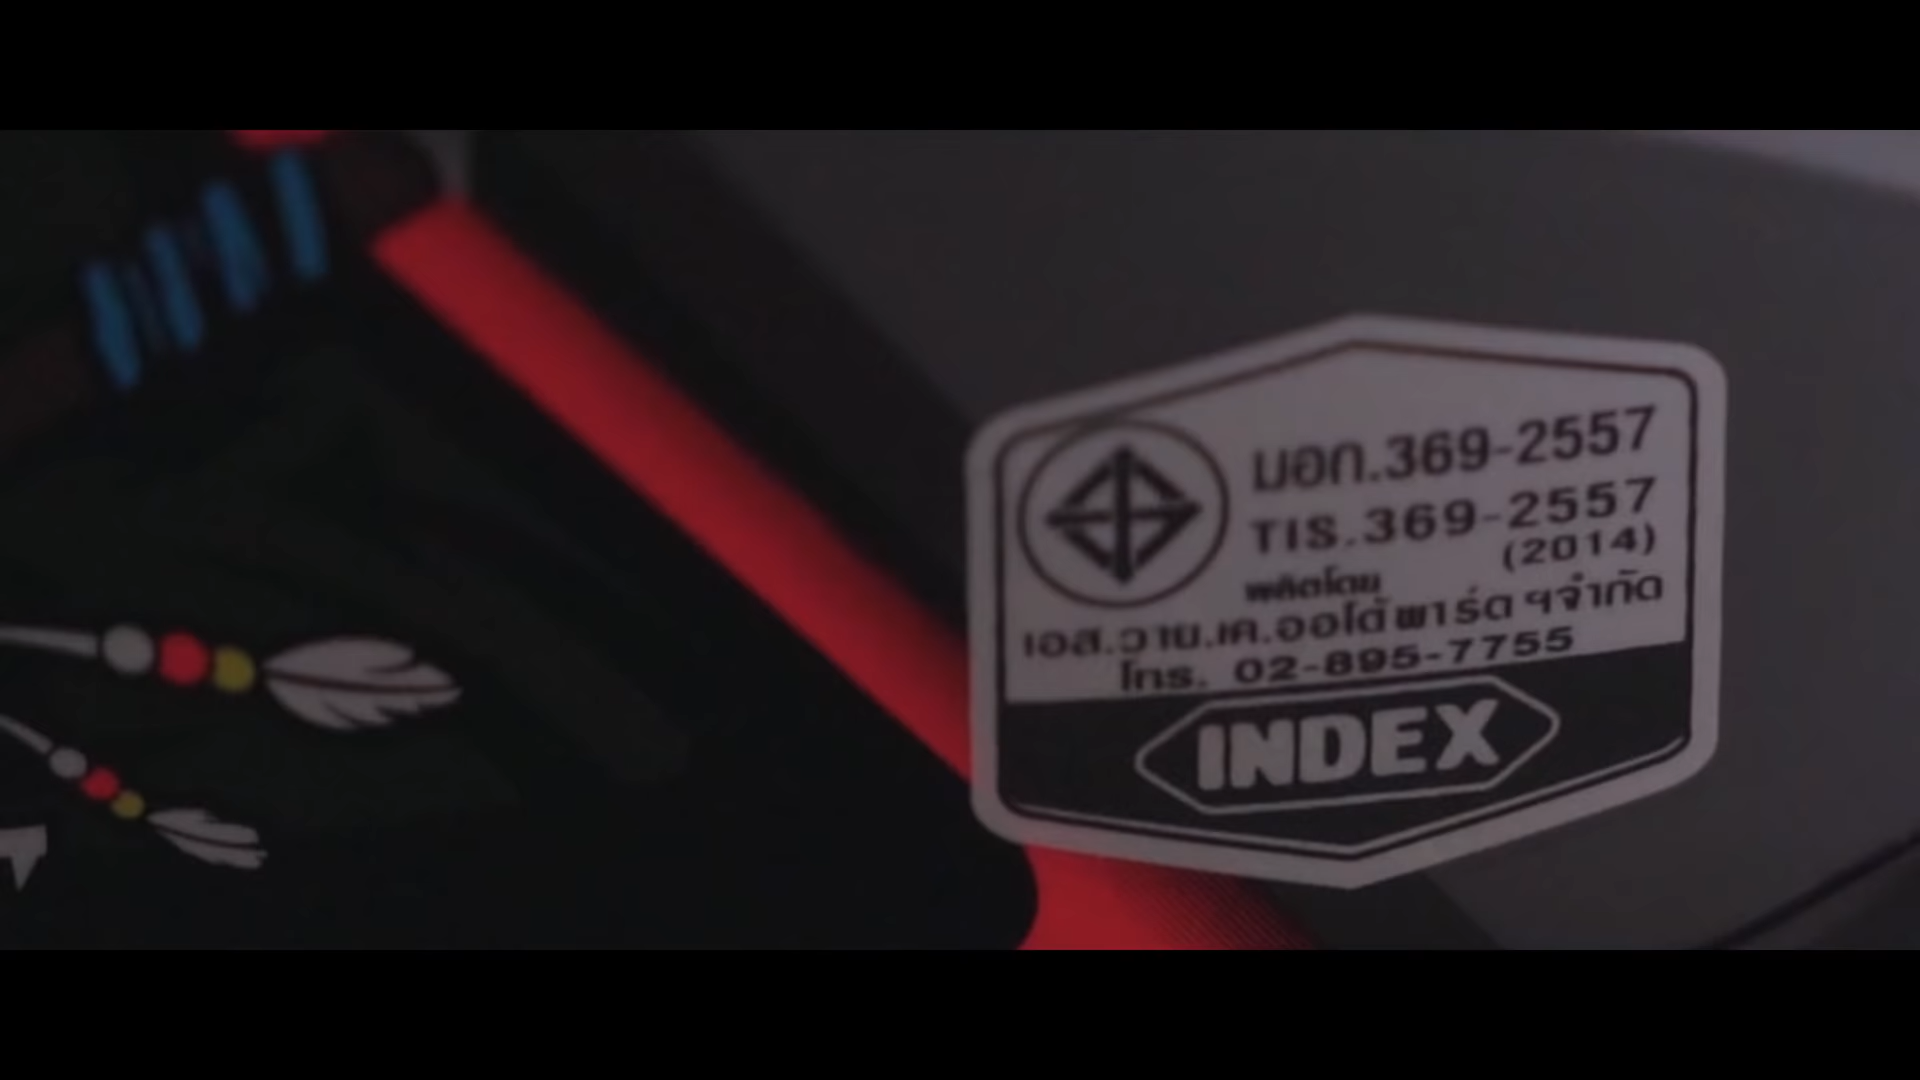 มอก.369-2557
TIS.369-2557
(2014)
ผลิตโดย
เอส.วาย.เค.ออโต้พาร์ต ฯจำกัด
โทร. 02-895-7755
INDEX